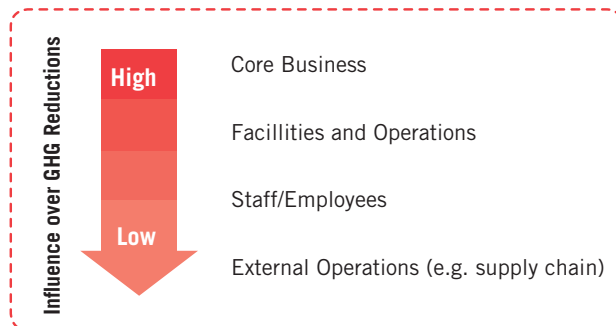 Influence over GHG Reductions
High
Core Business
Facillities and Operations
Staff/Employees
Low
External Operations (e.g. supply chain)